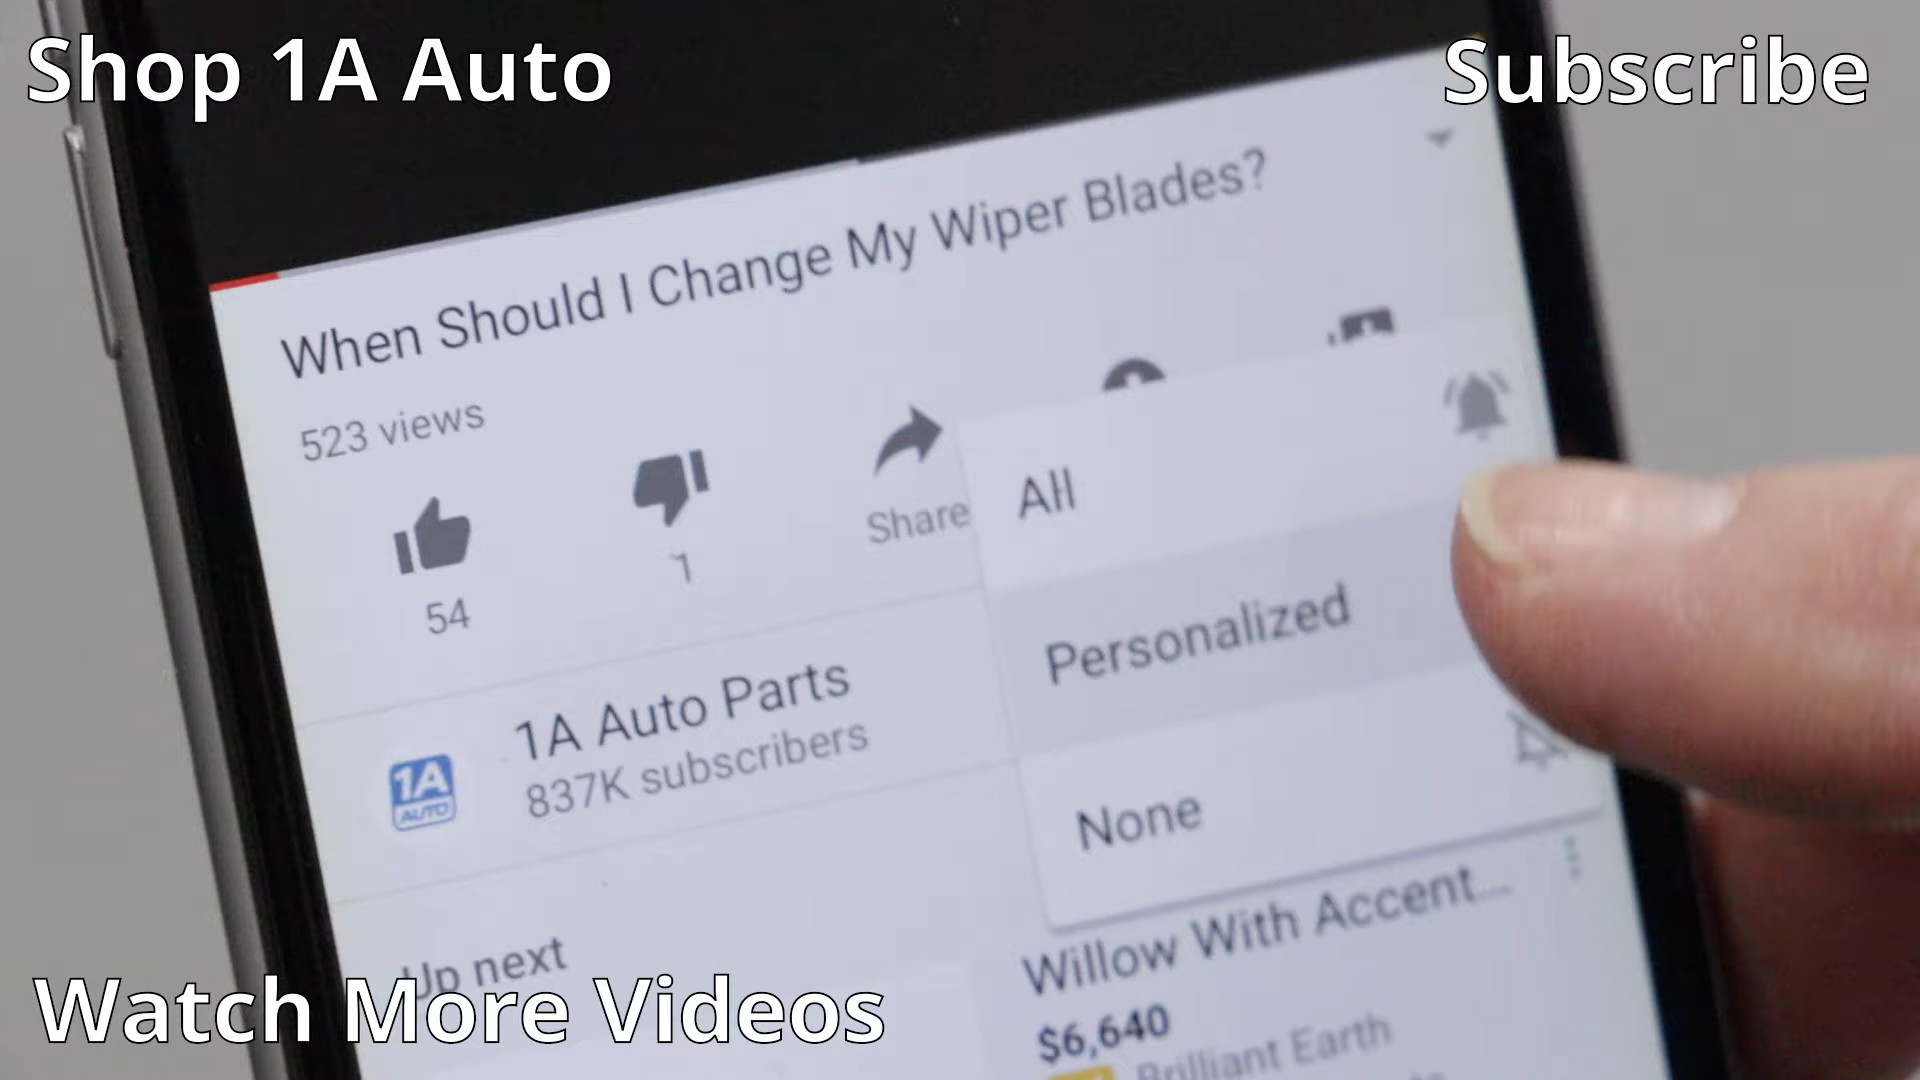 Shop 1A Auto
Subscribe
When Should I Change My Wiper Blades?
523 views
54
1
Share
All
Personalized
None
1A Auto Parts
837K subscribers
1A
AUTO
Up next
Willow With Accent...
$6,640
Brilliant Earth
Watch More Videos